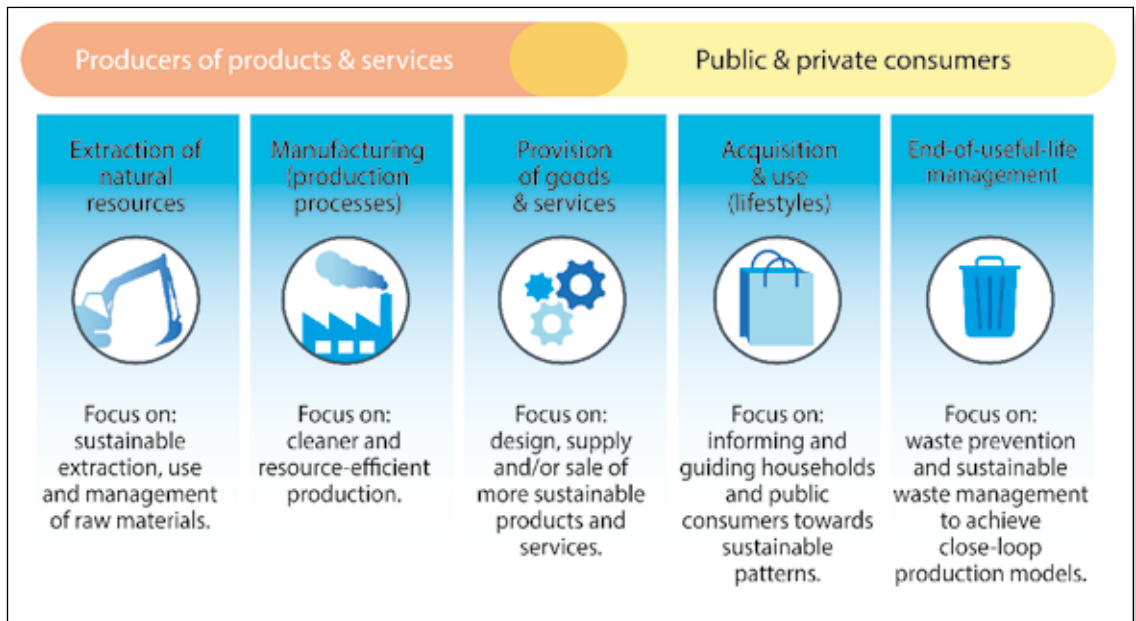 Producers of products & services
Public & private consumers
Extraction of
natural
resources
Focus on:
sustainable
extraction, use
and management
of raw materials.
Manufacturing
(production
processes)
Focus on:
cleaner and
resource-efficient
production.
Provision
of goods
& services
Focus on:
design, supply
and/or sale of
more sustainable
products and
services.
Acquisition
& use
(lifestyles)
Focus on:
informing and
guiding households
and public
consumers towards
sustainable
patterns.
End-of-useful-life
management
Focus on:
waste prevention
and sustainable
waste management
to achieve
close-loop
production models.